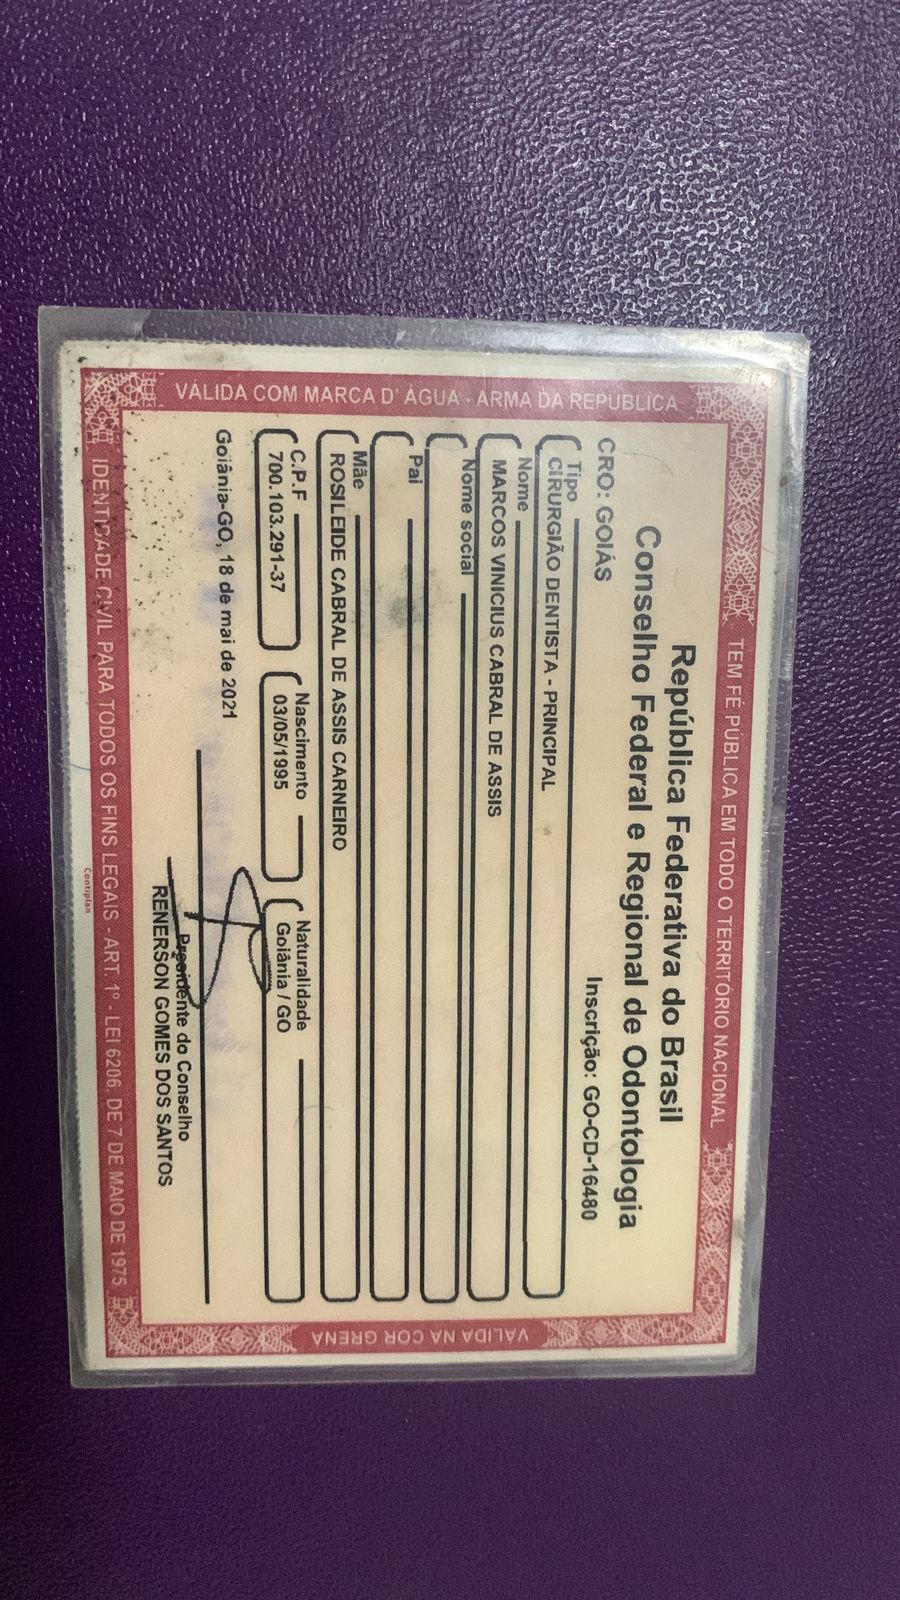 VÁLIDA COM MARCA D' ÁGUA - ARMA DA REPÚBLICA
TEM FÉ PÚBLICA EM TODO O TERRITÓRIO NACIONAL
República Federativa do Brasil
Conselho Federal e Regional de Odontologia
CRO: GOIÁS
Inscrição: GO-CD-16480
Tipo
CIRURGIÃO DENTISTA - PRINCIPAL
Nome
MARCOS VINICIUS CABRAL DE ASSIS
Nome social
Pai
Mãe
ROSILEIDE CABRAL DE ASSIS CARNEIRO
C.P.F
700.103.291-37
Nascimento
03/05/1995
Naturalidade
Goiânia / GO
Goiânia-GO, 18 de mai de 2021
Presidente do Conselho
RENERSON GOMES DOS SANTOS
VALIDA NA COR GRENA
IDENTIDADE CIVIL PARA TODOS OS FINS LEGAIS - ART. 1º - LEI 6206, DE 7 DE MAIO DE 1975
Contiplan